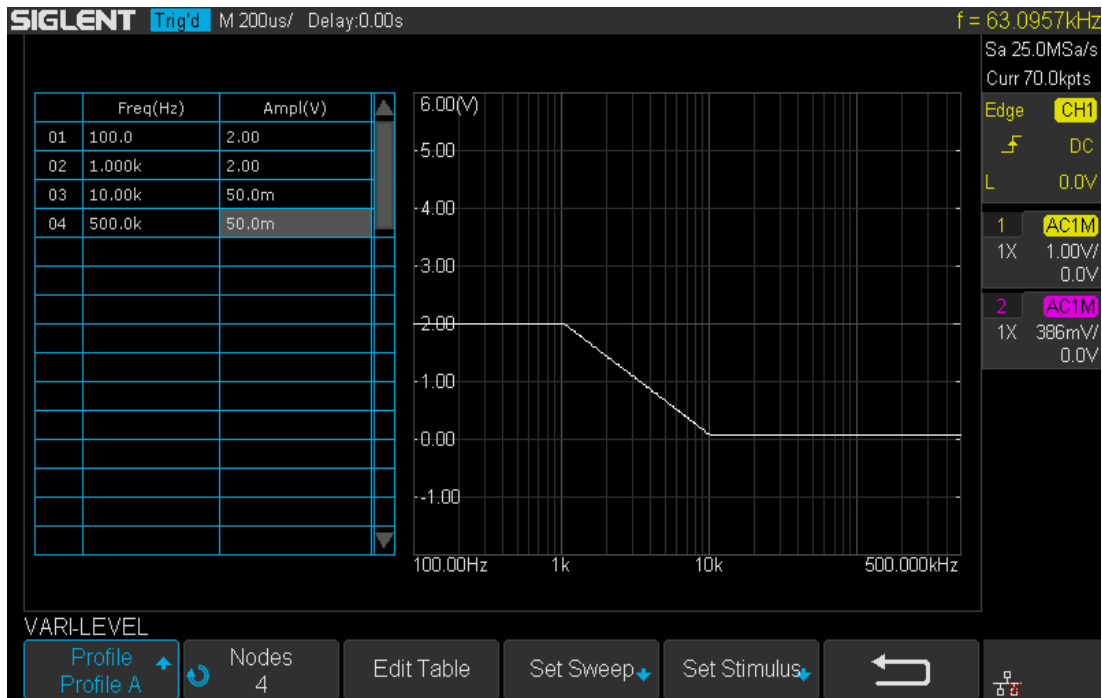 SIGLENT Trig'd M 200us/ Delay:0.00s f = 63.0957kHz
Sa 25.0MSa/s
Curr 70.0kpts
Edge CH1
DC
L 0.0V
1 AC1M
1X 1.00V/
0.0V
2 AC1M
1X 386mV/
0.0V
Freq(Hz) Ampl(V)
01 100.0 2.00
02 1.000k 2.00
03 10.00k 50.0m
04 500.0k 50.0m
6.00(V)
5.00
4.00
3.00
2.00
1.00
0.00
-1.00
100.00Hz 1k 10k 500.000kHz
VARI-LEVEL
Profile
Profile A
Nodes
4
Edit Table
Set Sweep
Set Stimulus